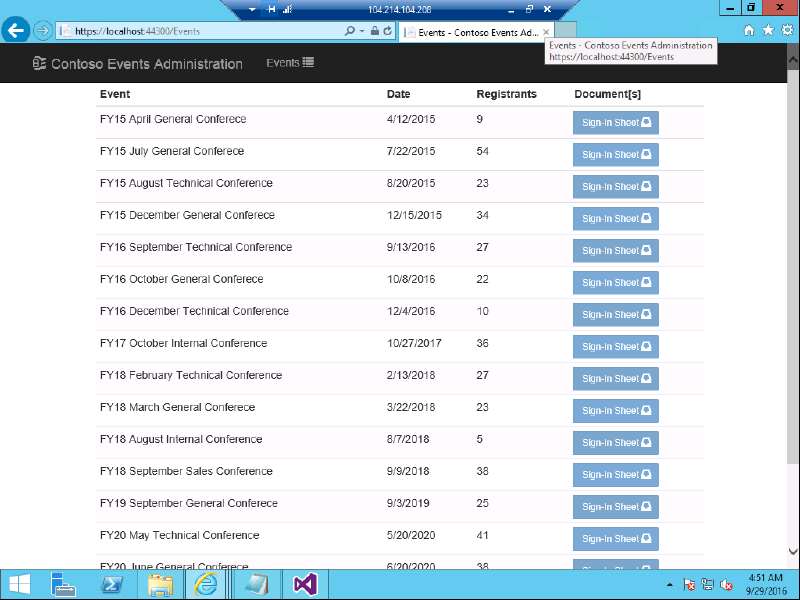 104.214.104.208
https://localhost:44300/Events
Events - Contoso Events Ad...
Events - Contoso Events Administration
https://localhost:44300/Events
Contoso Events Administration Events
Event Date Registrants Document[s]
FY15 April General Conferece 4/12/2015 9 Sign-In Sheet
FY15 July General Conferece 7/22/2015 54 Sign-In Sheet
FY15 August Technical Conference 8/20/2015 23 Sign-In Sheet
FY15 December General Conferece 12/15/2015 34 Sign-In Sheet
FY16 September Technical Conference 9/13/2016 27 Sign-In Sheet
FY16 October General Conferece 10/8/2016 22 Sign-In Sheet
FY16 December Technical Conference 12/4/2016 10 Sign-In Sheet
FY17 October Internal Conference 10/27/2017 36 Sign-In Sheet
FY18 February Technical Conference 2/13/2018 27 Sign-In Sheet
FY18 March General Conferece 3/22/2018 23 Sign-In Sheet
FY18 August Internal Conference 8/7/2018 5 Sign-In Sheet
FY18 September Sales Conference 9/9/2018 38 Sign-In Sheet
FY19 September General Conferece 9/3/2019 25 Sign-In Sheet
FY20 May Technical Conference 5/20/2020 41 Sign-In Sheet
FY20 June General Conferece 6/20/2020 38 Sign-In Sheet
4:51 AM
9/29/2016